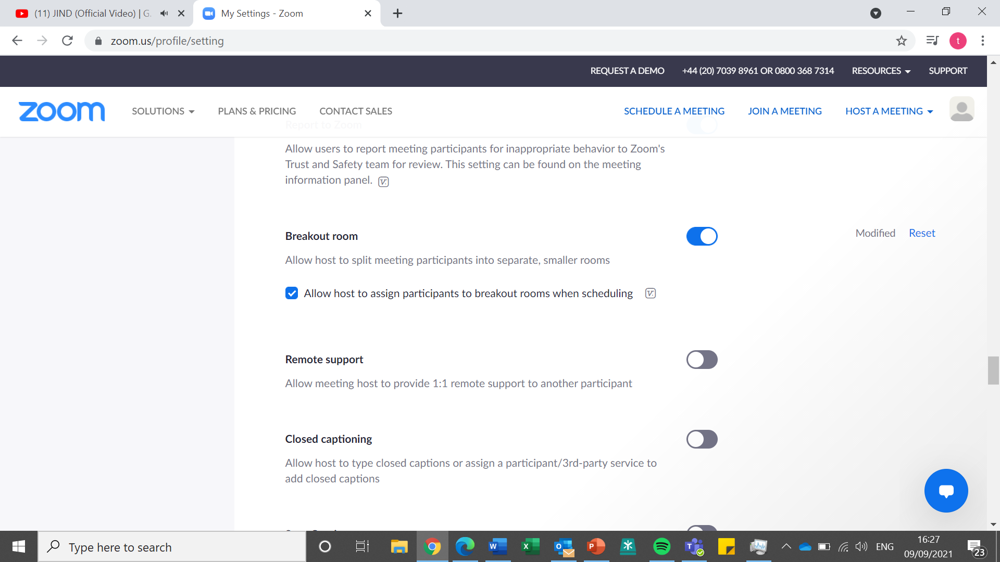 (11) JIND (Official Video) | G.
My Settings - Zoom
zoom.us/profile/setting
t
REQUEST A DEMO
+44 (20) 7039 8961 OR 0800 368 7314
RESOURCES
SUPPORT
zoom
SOLUTIONS
PLANS & PRICING
CONTACT SALES
SCHEDULE A MEETING
JOIN A MEETING
HOST A MEETING
Report to Zoom
Allow users to report meeting participants for inappropriate behavior to Zoom's
Trust and Safety team for review. This setting can be found on the meeting
information panel.
Breakout room
Modified
Reset
Allow host to split meeting participants into separate, smaller rooms
Allow host to assign participants to breakout rooms when scheduling
Remote support
Allow meeting host to provide 1:1 remote support to another participant
Closed captioning
Allow host to type closed captions or assign a participant/3rd-party service to
add closed captions
Type here to search
ENG
16:27
09/09/2021
23